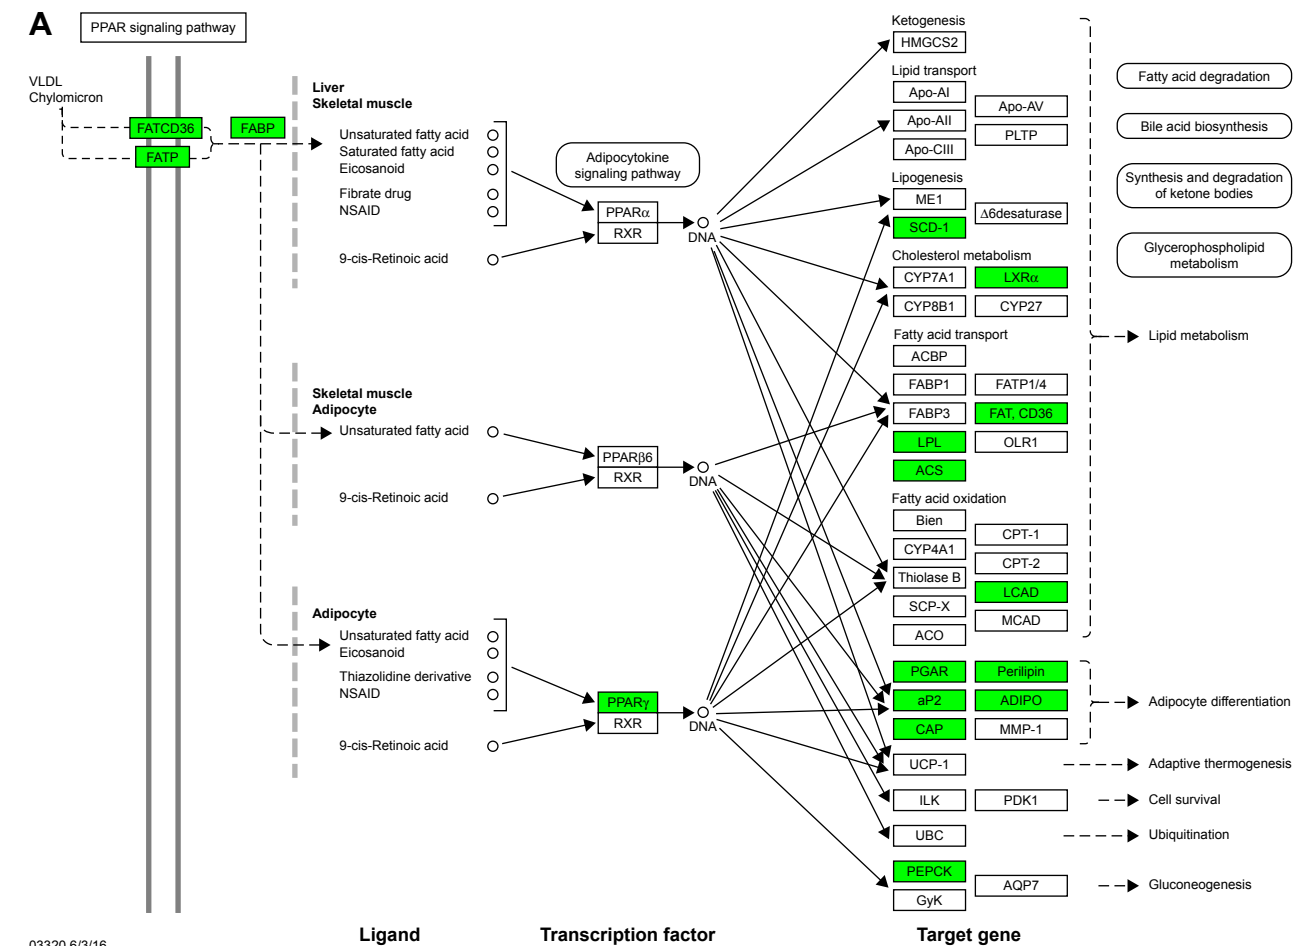 A
PPAR signaling pathway
VLDL
Chylomicron
FATCD36
FABP
FATP
Liver
Skeletal muscle
Unsaturated fatty acid
Saturated fatty acid
Eicosanoid
Fibrate drug
NSAID
9-cis-Retinoic acid
Adipocytokine
signaling pathway
PPARα
RXR
DNA
Skeletal muscle
Adipocyte
Unsaturated fatty acid
9-cis-Retinoic acid
PPARβ6
RXR
DNA
Adipocyte
Unsaturated fatty acid
Eicosanoid
Thiazolidine derivative
NSAID
9-cis-Retinoic acid
PPARγ
RXR
DNA
Ketogenesis
HMGCS2
Lipid transport
Apo-AI
Apo-AV
Apo-AII
PLTP
Apo-CIII
Lipogenesis
ME1
Δ6desaturase
SCD-1
Cholesterol metabolism
CYP7A1
LXRα
CYP8B1
CYP27
Fatty acid transport
ACBP
FABP1
FATP1/4
FABP3
FAT, CD36
LPL
OLR1
ACS
Fatty acid oxidation
Bien
CPT-1
CYP4A1
CPT-2
Thiolase B
LCAD
SCP-X
MCAD
ACO
PGAR
Perilipin
aP2
ADIPO
CAP
MMP-1
UCP-1
ILK
PDK1
UBC
PEPCK
AQP7
GyK
Fatty acid degradation
Bile acid biosynthesis
Synthesis and degradation
of ketone bodies
Glycerophospholipid
metabolism
Lipid metabolism
Adipocyte differentiation
Adaptive thermogenesis
Cell survival
Ubiquitination
Gluconeogenesis
Ligand
Transcription factor
Target gene
03320 6/3/16